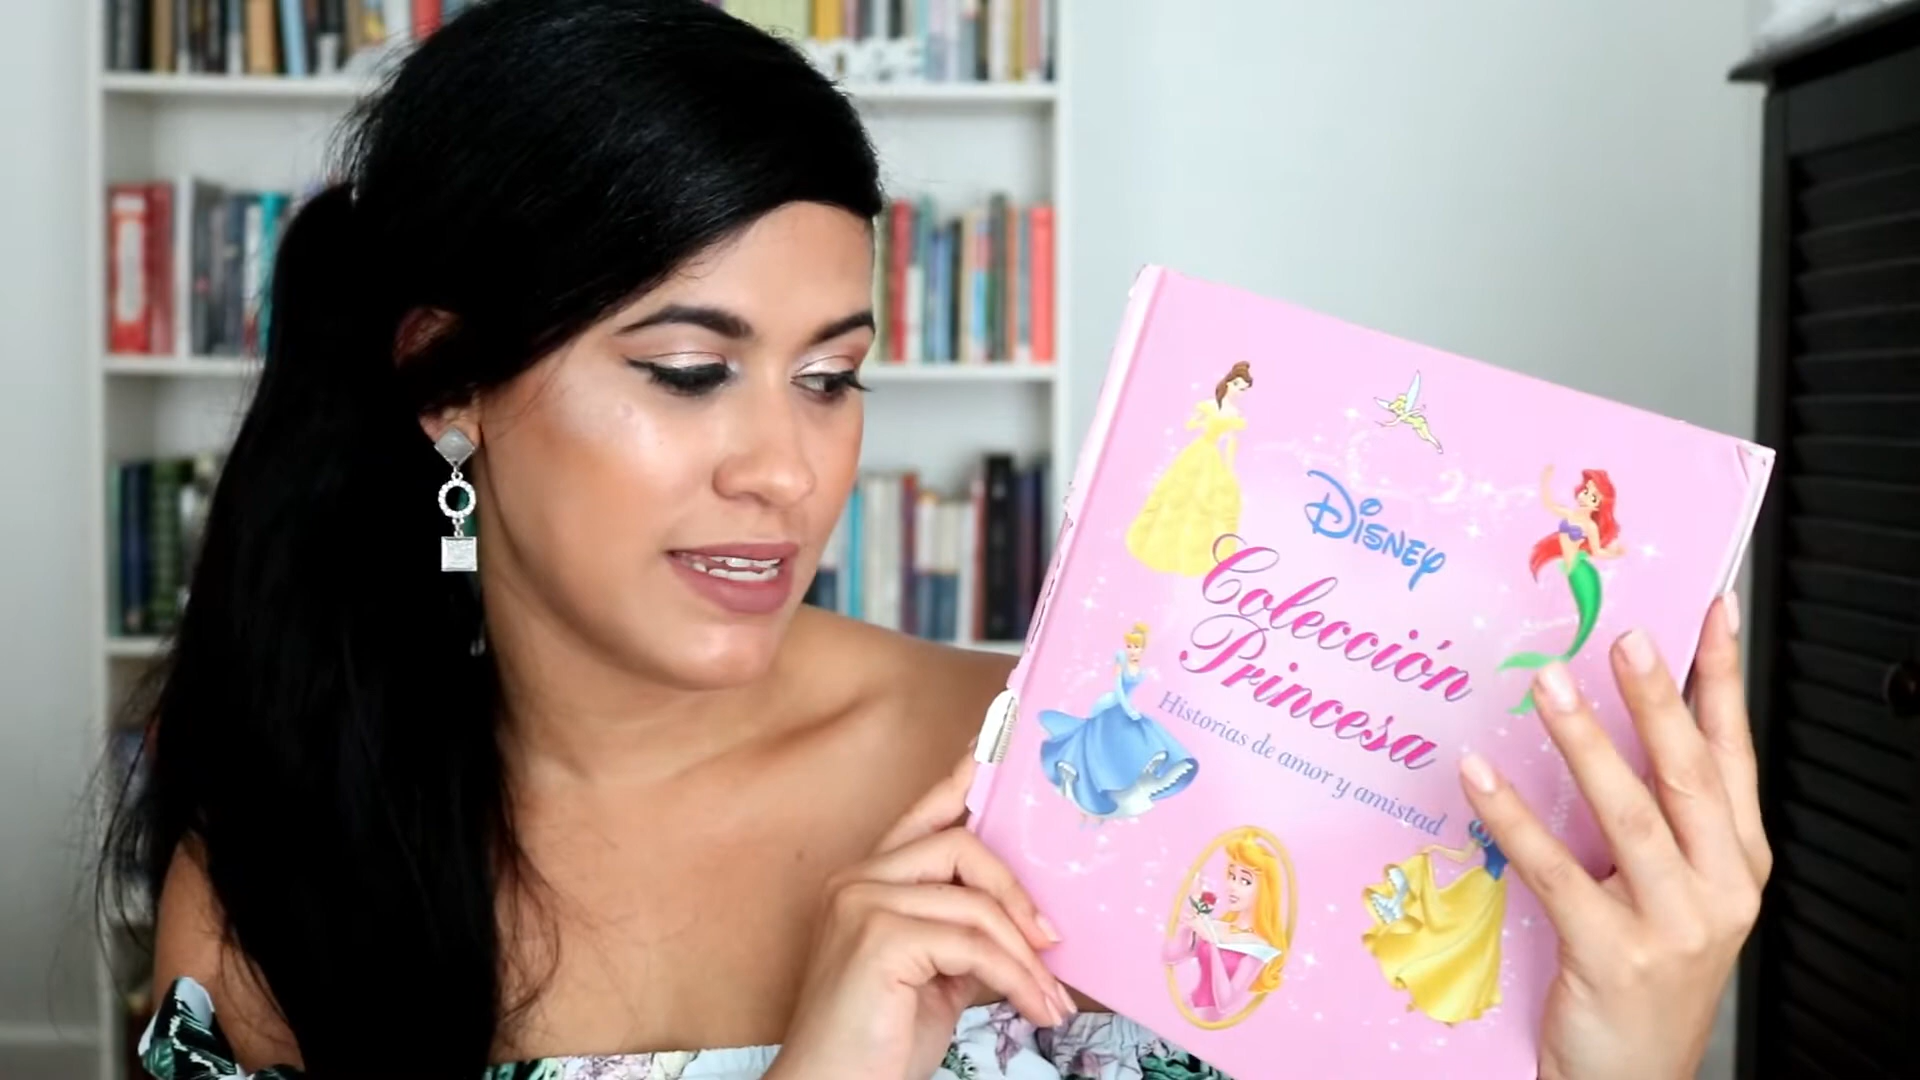 Disney
Colección
Princesa
Historias de amor y amistad